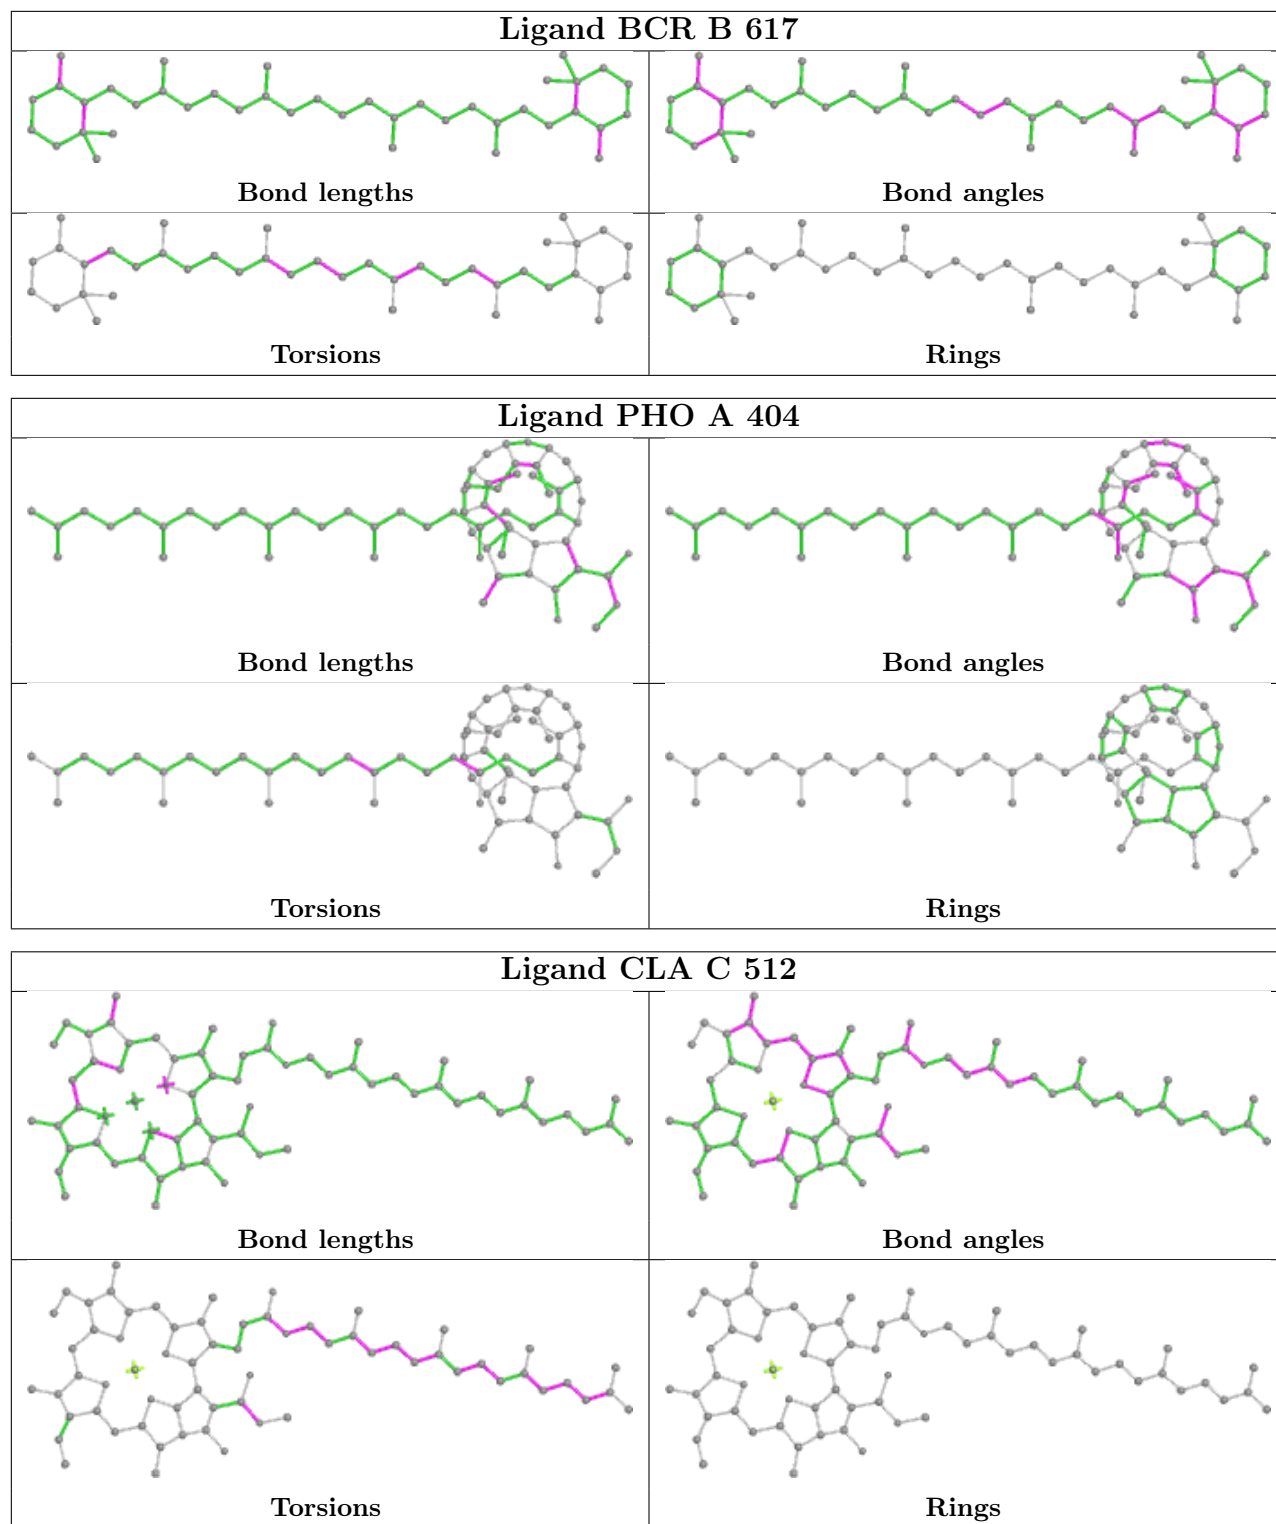 Ligand BCR B 617
Bond lengths
Bond angles
Torsions
Rings
Ligand PHO A 404
Bond lengths
Bond angles
Torsions
Rings
Ligand CLA C 512
Bond lengths
Bond angles
Torsions
Rings